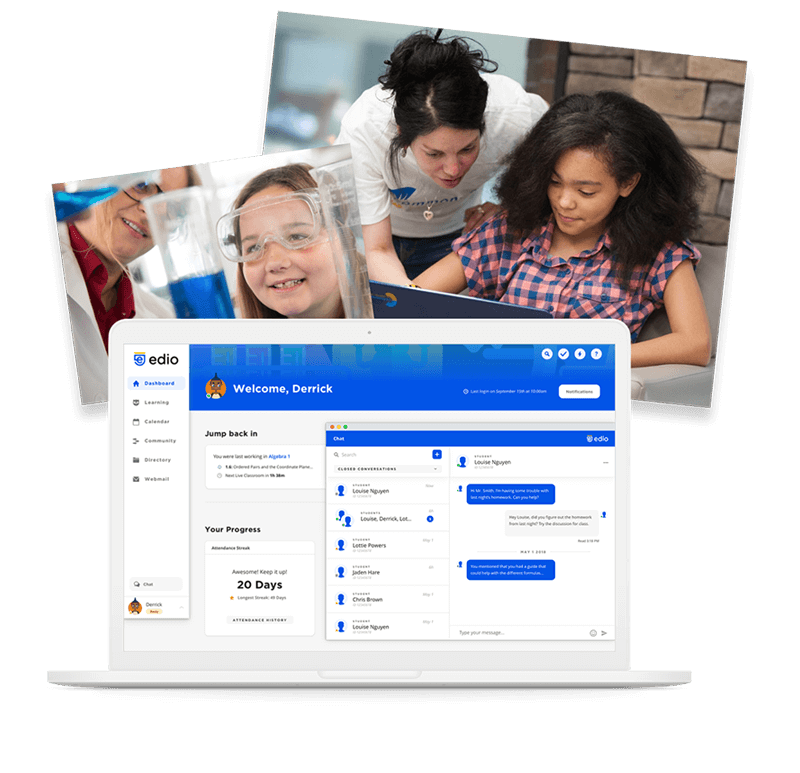 ommon
edio
Dashboard
Learning
Calendar
Community
Directory
Webmail
Chat
Derrick
Welcome, Derrick
Last login on September 15th at 10:00am
Notifications
Jump back in
You were last working in Algebra 1
1.6: Ordered Pairs and the Coordinate Plane...
Next Live Classroom in 1h 38m
Your Progress
Attendance Streak
Awesome! Keep it up!
20 Days
Longest Streak: 49 Days
ATTENDANCE HISTORY
Chat
edio
Search
CLOSED CONVERSATIONS
STUDENT
Louise Nguyen
STUDENTS
Louise, Derrick, Lot...
STUDENT
Lottie Powers
STUDENT
Jaden Hare
STUDENT
Chris Brown
May 1
STUDENT
Louise Nguyen
May 1
STUDENT
Louise Nguyen
Hi Mr. Smith, I'm having some trouble with
last nights homework. Can you help?
Hey Louise, did you figure out the homework
from last night? Try the discussion for class.
Read 3:18 PM
MAY 1 2018
You mentioned that you had a guide that
could help with the different formulas...
Type your message...